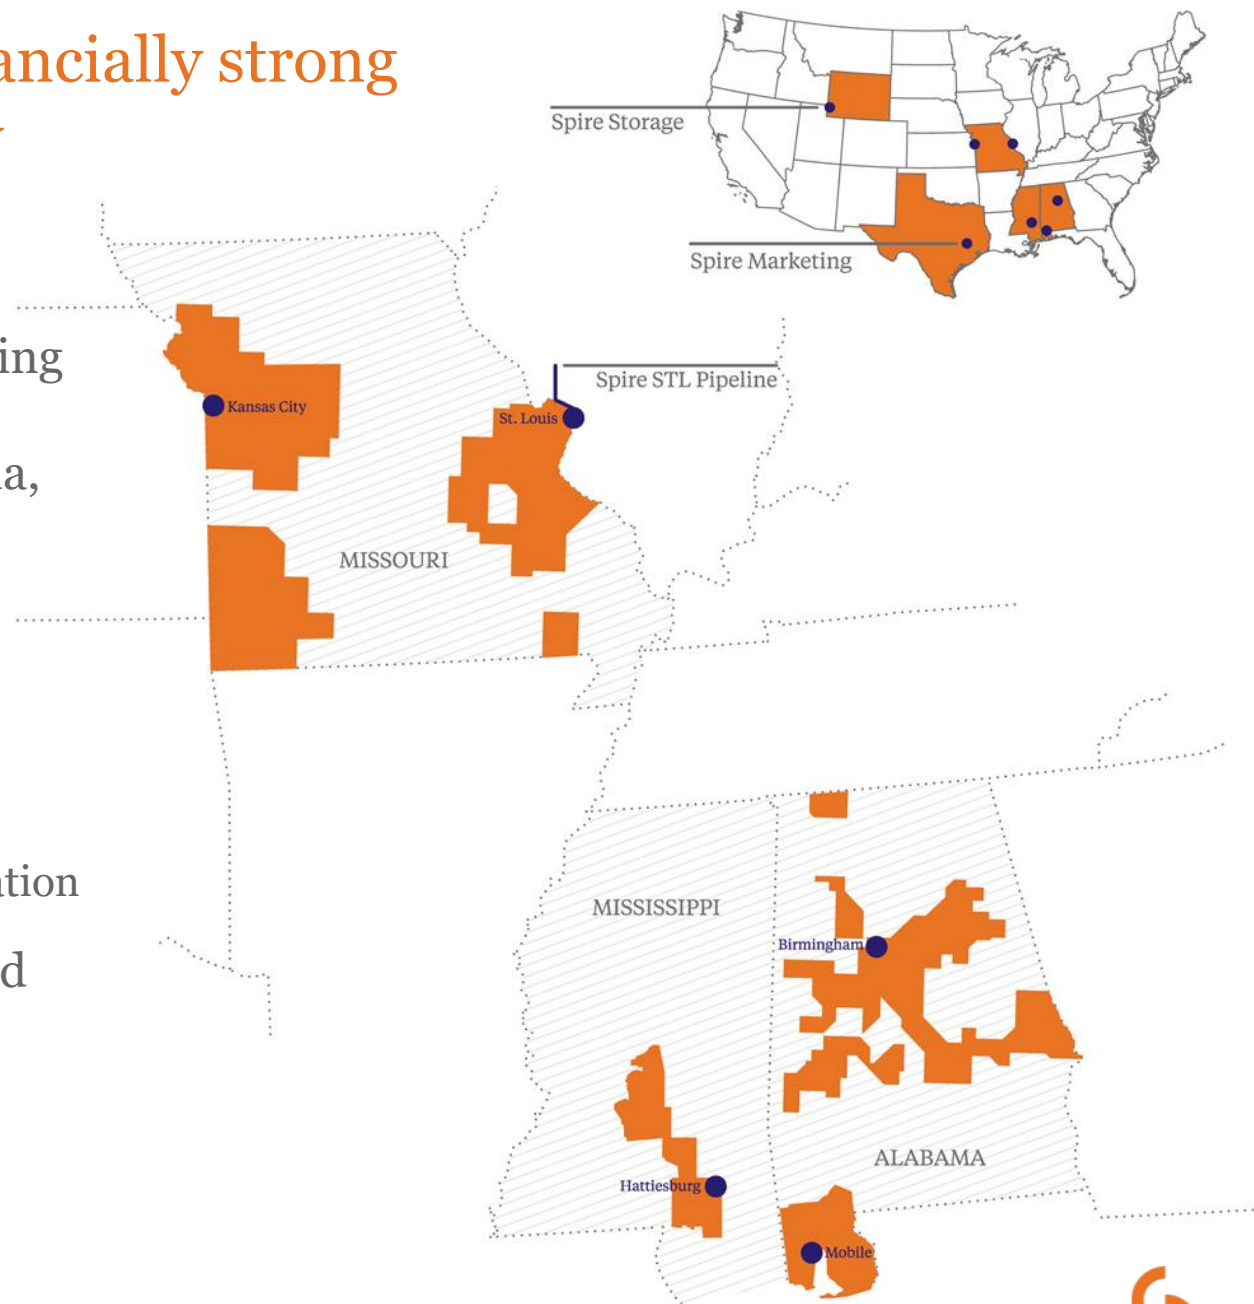 ancially strong
Spire Storage
Spire Marketing
ing
Spire STL Pipeline
Kansas City
St. Louis
a,
MISSOURI
ation
MISSISSIPPI
Birmingham
d
ALABAMA
Hattiesburg
Mobile